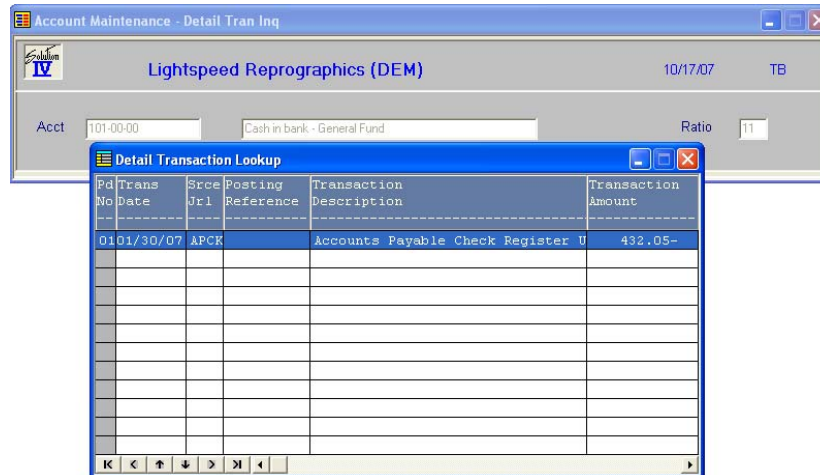 Account Maintenance - Detail Tran Inq
Solution IV
Lightspeed Reprographics (DEM) 10/17/07 TB
Acct 101-00-00 Cash in bank - General Fund Ratio 11
Detail Transaction Lookup
Pd Trans Srce Posting Transaction Transaction
No Date Jrl Reference Description Amount
01 01/30/07 APCK Accounts Payable Check Register U 432.05-